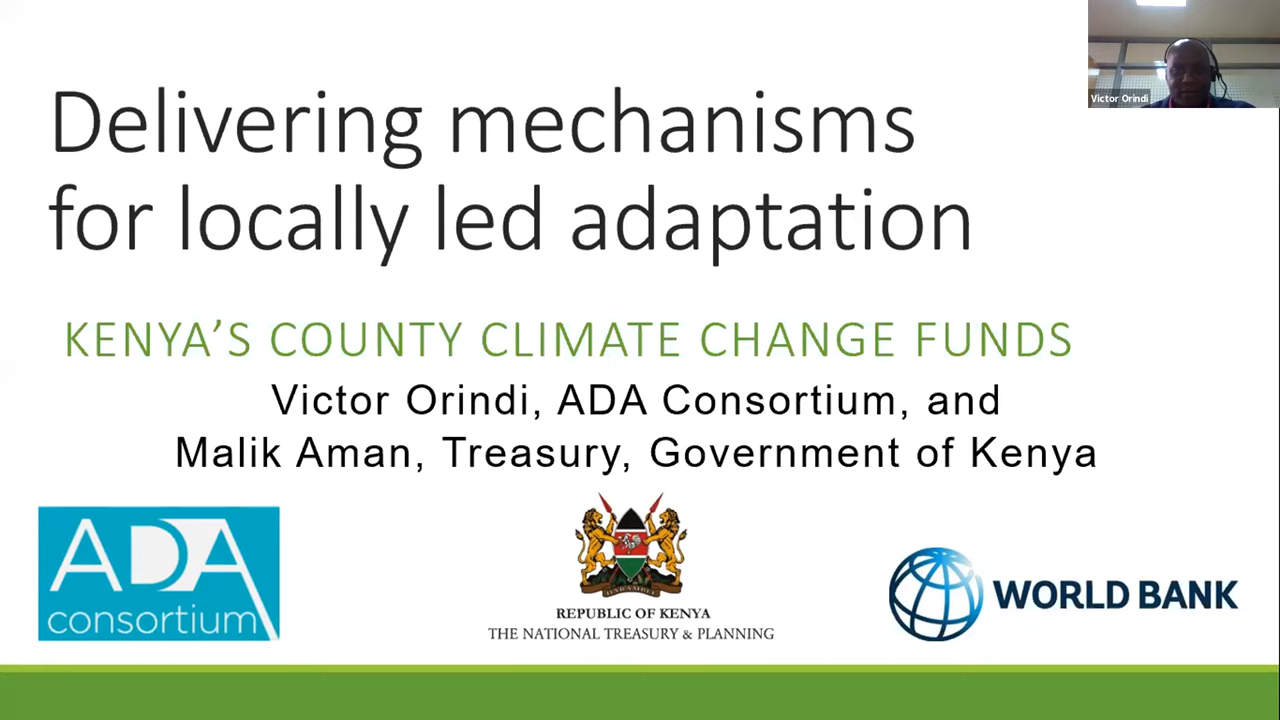 Victor Orindi
Delivering mechanisms
for locally led adaptation
KENYA'S COUNTY CLIMATE CHANGE FUNDS
Victor Orindi, ADA Consortium, and
Malik Aman, Treasury, Government of Kenya
ADA
consortium
HARAMBEE
REPUBLIC OF KENYA
THE NATIONAL TREASURY & PLANNING
WORLD BANK